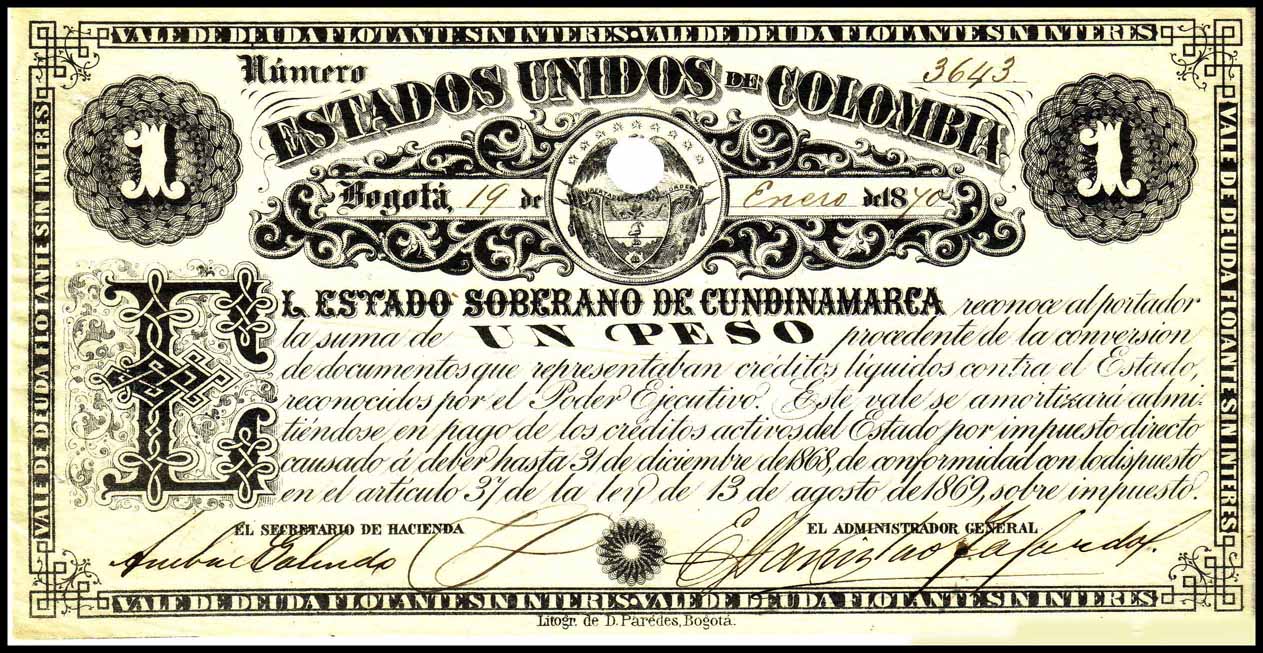 VALE DE DEUDA FLOTANTE SIN INTERES·VALE DE DEUDA FLOTANTE SIN INTERES
Número 3643
ESTADOS UNIDOS DE COLOMBIA
1 1
Bogotá, 19 de Enero de 1870
VALE DE DEUDA FLOTANTE SIN INTERES
VALE DE DEUDA FLOTANTE SIN INTERES
EL ESTADO SOBERANO DE CUNDINAMARCA reconoce al portador
la suma de UN PESO procedente de la conversion
de documentos que representaban créditos líquidos contra el Estado,
reconocidos por el Poder Ejecutivo. Este vale se amortizará admi-
tiéndose en pago de los créditos activos del Estado por impuesto directo
causado á deber hasta 31 de diciembre de 1868, de conformidad con lo dispuesto
en el artículo 37 de la ley de 13 de agosto de 1869, sobre impuesto.
EL SECRETARIO DE HACIENDA EL ADMINISTRADOR GENERAL
VALE DE DEUDA FLOTANTE SIN INTERES·VALE DE DEUDA FLOTANTE SIN INTERES
Litogr. de D. Paredes, Bogotá.